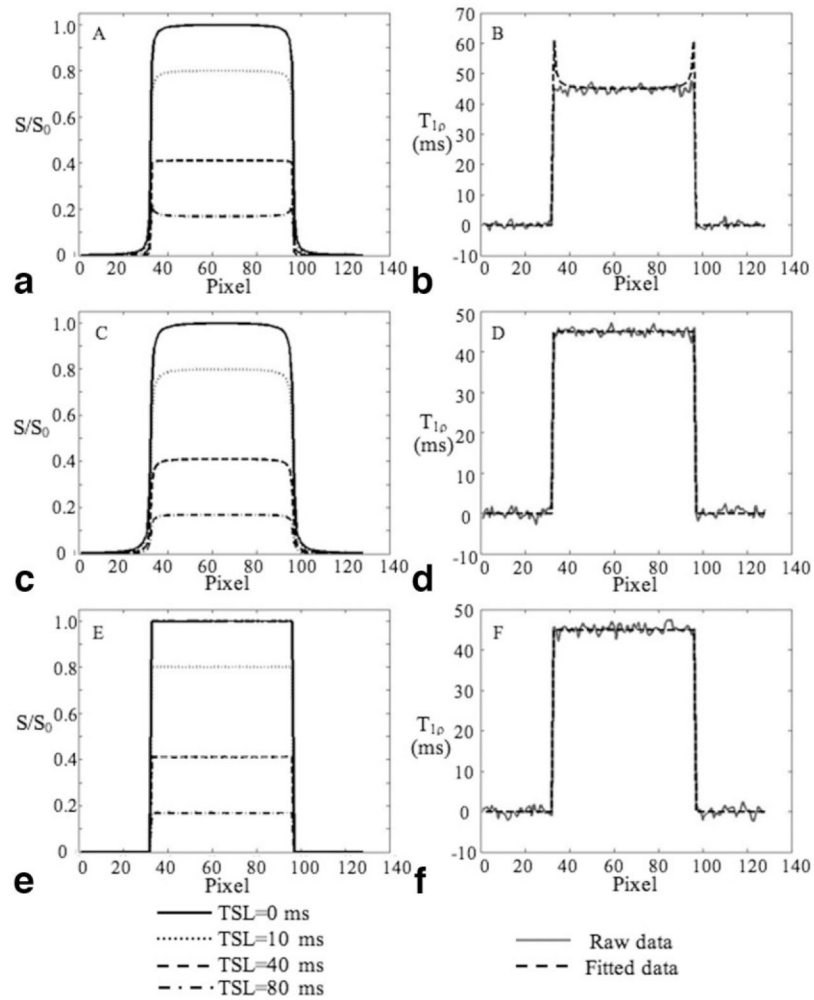 A
1.0
0.8
0.6
S/S0
0.4
0.2
0
0 20 40 60 80 100 120 140
Pixel
a
B
70
60
50
40
T1ρ
(ms)
30
20
10
0
-10
0 20 40 60 80 100 120 140
Pixel
b
C
1.0
0.8
0.6
S/S0
0.4
0.2
0
0 20 40 60 80 100 120 140
Pixel
c
D
50
40
30
T1ρ
(ms)
20
10
0
-10
0 20 40 60 80 100 120 140
Pixel
d
E
1.0
0.8
0.6
S/S0
0.4
0.2
0
0 20 40 60 80 100 120 140
Pixel
e
F
50
40
30
T1ρ
(ms)
20
10
0
-10
0 20 40 60 80 100 120 140
Pixel
f
TSL=0 ms
TSL=10 ms
TSL=40 ms
TSL=80 ms
Raw data
Fitted data